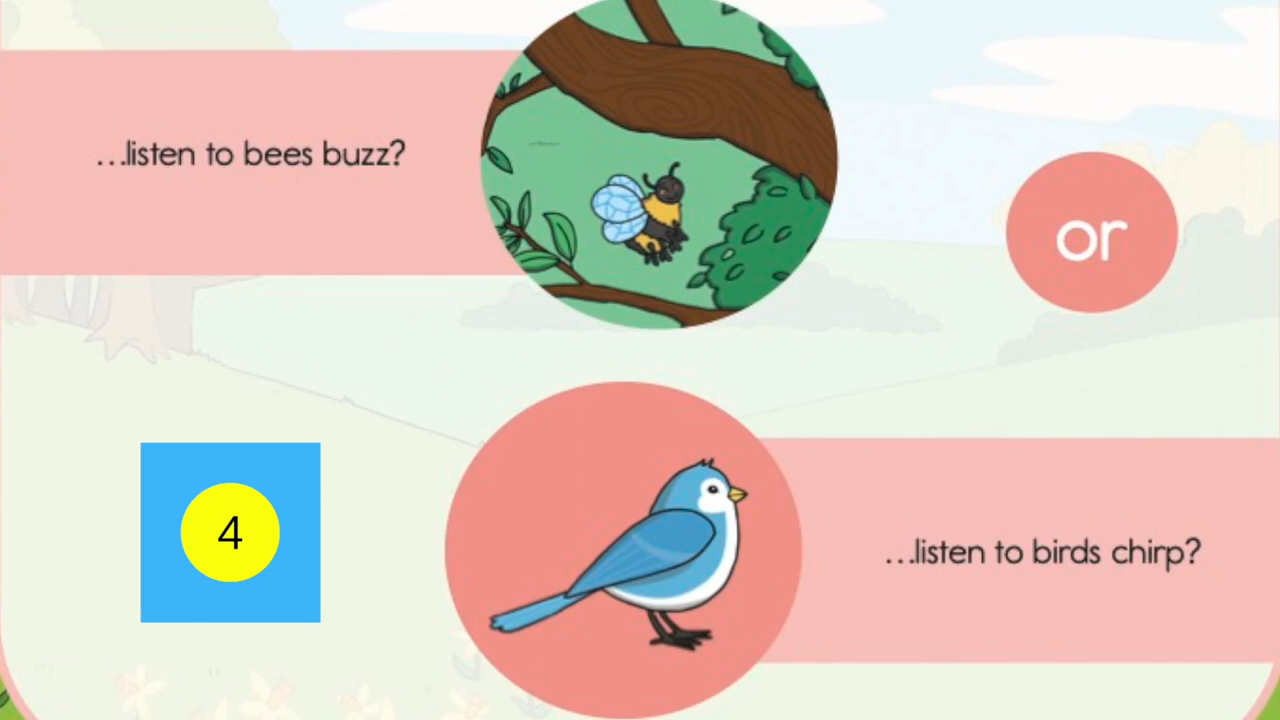 ...listen to bees buzz?
or
4
...listen to birds chirp?